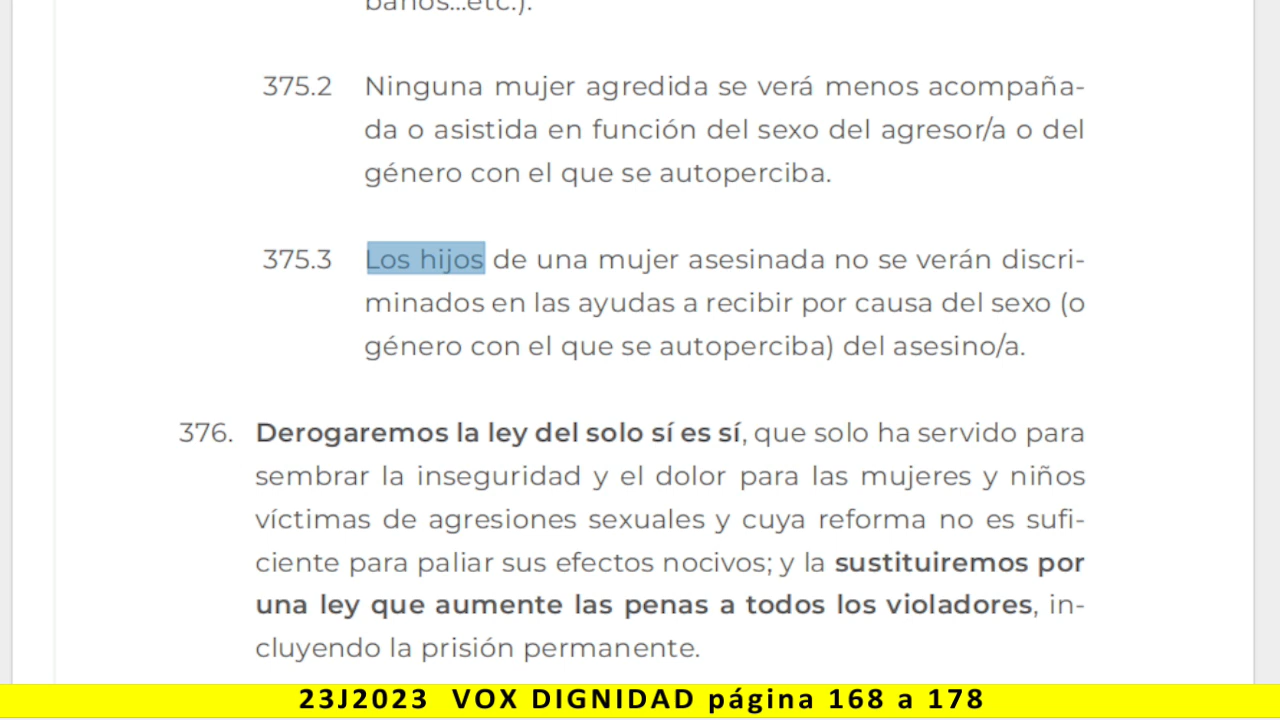 baños...etc.).
375.2 Ninguna mujer agredida se verá menos acompaña-
da o asistida en función del sexo del agresor/a o del
género con el que se autoperciba.
375.3 Los hijos de una mujer asesinada no se verán discri-
minados en las ayudas a recibir por causa del sexo (o
género con el que se autoperciba) del asesino/a.
376. Derogaremos la ley del solo sí es sí, que solo ha servido para
sembrar la inseguridad y el dolor para las mujeres y niños
víctimas de agresiones sexuales y cuya reforma no es sufi-
ciente para paliar sus efectos nocivos; y la sustituiremos por
una ley que aumente las penas a todos los violadores, in-
cluyendo la prisión permanente.
23J2023 VOX DIGNIDAD página 168 a 178